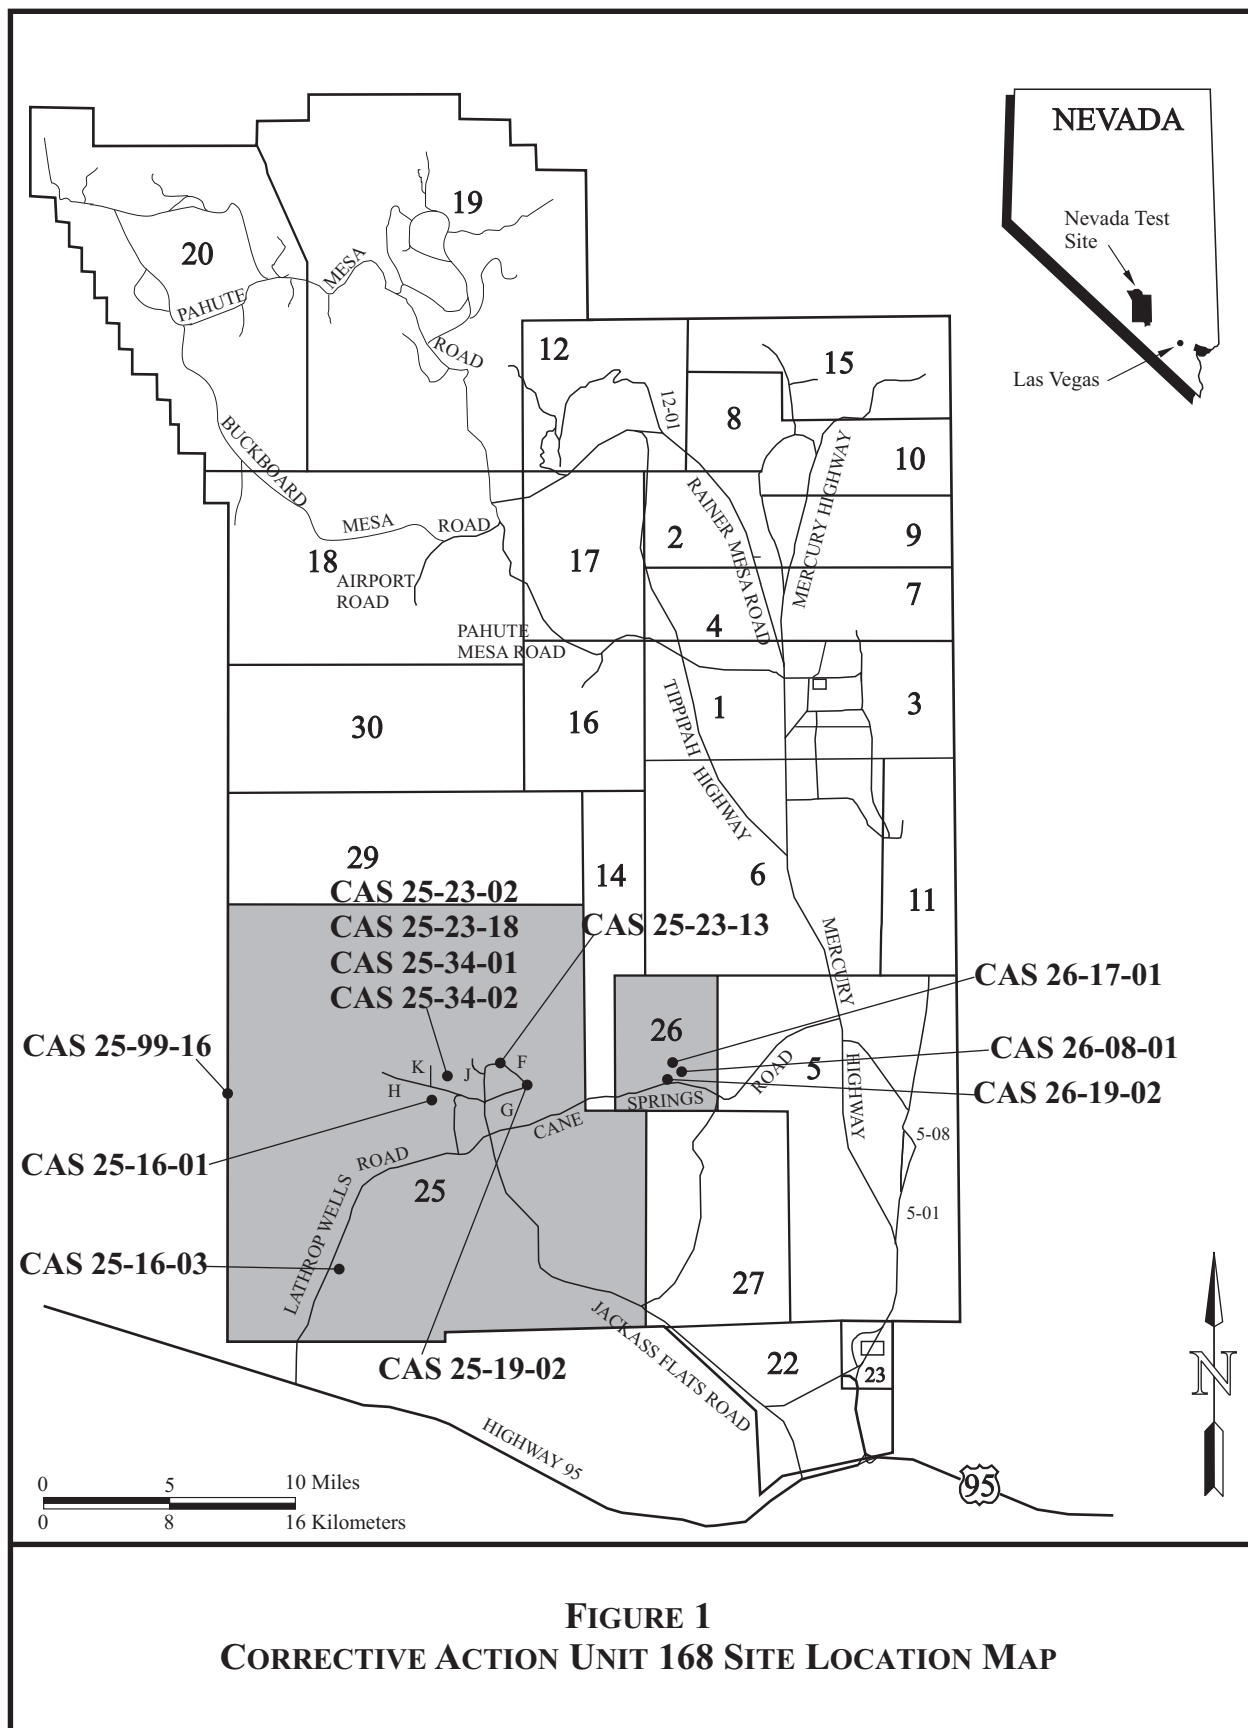 NEVADA
Nevada Test
Site
Las Vegas
19
20
PAHUTE
MESA
ROAD
12
15
12-01
8
10
BUCKBOARD
MESA
ROAD
RAINER MESA ROAD
MERCURY HIGHWAY
2
9
18
17
AIRPORT
ROAD
7
4
PAHUTE
MESA ROAD
TIPPIPAH
HIGHWAY
1
3
30
16
29
14
6
11
CAS 25-23-02
CAS 25-23-18
CAS 25-34-01
CAS 25-34-02
CAS 25-23-13
MERCURY
HIGHWAY
CAS 26-17-01
26
CAS 25-99-16
CAS 26-08-01
CAS 26-19-02
K
J
F
H
G
5
CANE
SPRINGS
ROAD
5-08
CAS 25-16-01
ROAD
LATHROP WELLS
25
5-01
CAS 25-16-03
27
JACKASS FLATS ROAD
CAS 25-19-02
22
23
N
HIGHWAY 95
95
0 5 10 Miles
0 8 16 Kilometers
FIGURE 1
CORRECTIVE ACTION UNIT 168 SITE LOCATION MAP